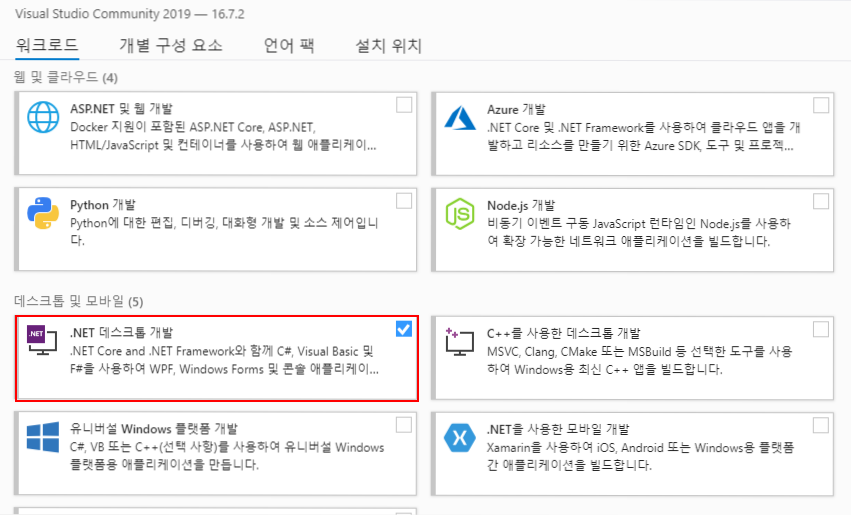 Visual Studio Community 2019 — 16.7.2
워크로드 개별 구성 요소 언어 팩 설치 위치
웹 및 클라우드 (4)
ASP.NET 및 웹 개발
Docker 지원이 포함된 ASP.NET Core, ASP.NET,
HTML/JavaScript 및 컨테이너를 사용하여 웹 애플리케이...
Azure 개발
.NET Core 및 .NET Framework를 사용하여 클라우드 앱을 개
발하고 리소스를 만들기 위한 Azure SDK, 도구 및 프로젝...
Python 개발
Python에 대한 편집, 디버깅, 대화형 개발 및 소스 제어입니
다.
Node.js 개발
비동기 이벤트 구동 JavaScript 런타임인 Node.js를 사용하
여 확장 가능한 네트워크 애플리케이션을 빌드합니다.
데스크톱 및 모바일 (5)
.NET
.NET 데스크톱 개발
.NET Core and .NET Framework와 함께 C#, Visual Basic 및
F#을 사용하여 WPF, Windows Forms 및 콘솔 애플리케이...
C++를 사용한 데스크톱 개발
MSVC, Clang, CMake 또는 MSBuild 등 선택한 도구를 사용
하여 Windows용 최신 C++ 앱을 빌드합니다.
유니버설 Windows 플랫폼 개발
C#, VB 또는 C++(선택 사항)를 사용하여 유니버설 Windows
플랫폼용 애플리케이션을 만듭니다.
.NET을 사용한 모바일 개발
Xamarin을 사용하여 iOS, Android 또는 Windows용 플랫폼
간 애플리케이션을 빌드합니다.